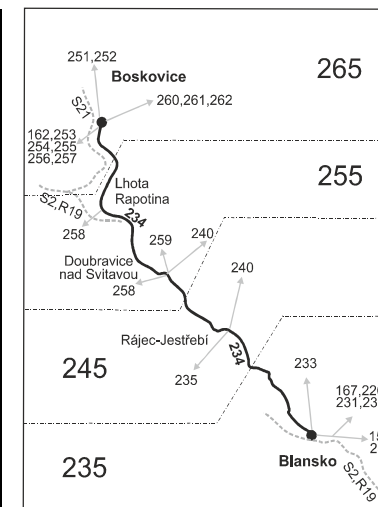 251,252
Boskovice
265
S21
260,261,262
162,253
254,255
256,257
255
Lhota
Rapotina
S2,R19
234
258
259
240
Doubravice
nad Svitavou
258
240
Rájec-Jestřebí
234
245
235
233
Blansko
S2,R19
235